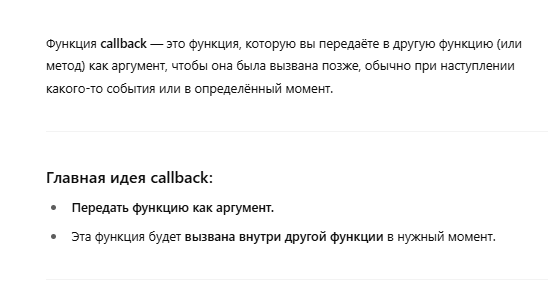 Функция callback — это функция, которую вы передаёте в другую функцию (или
метод) как аргумент, чтобы она была вызвана позже, обычно при наступлении
какого-то события или в определённый момент.
Главная идея callback:
• Передать функцию как аргумент.
• Эта функция будет вызвана внутри другой функции в нужный момент.